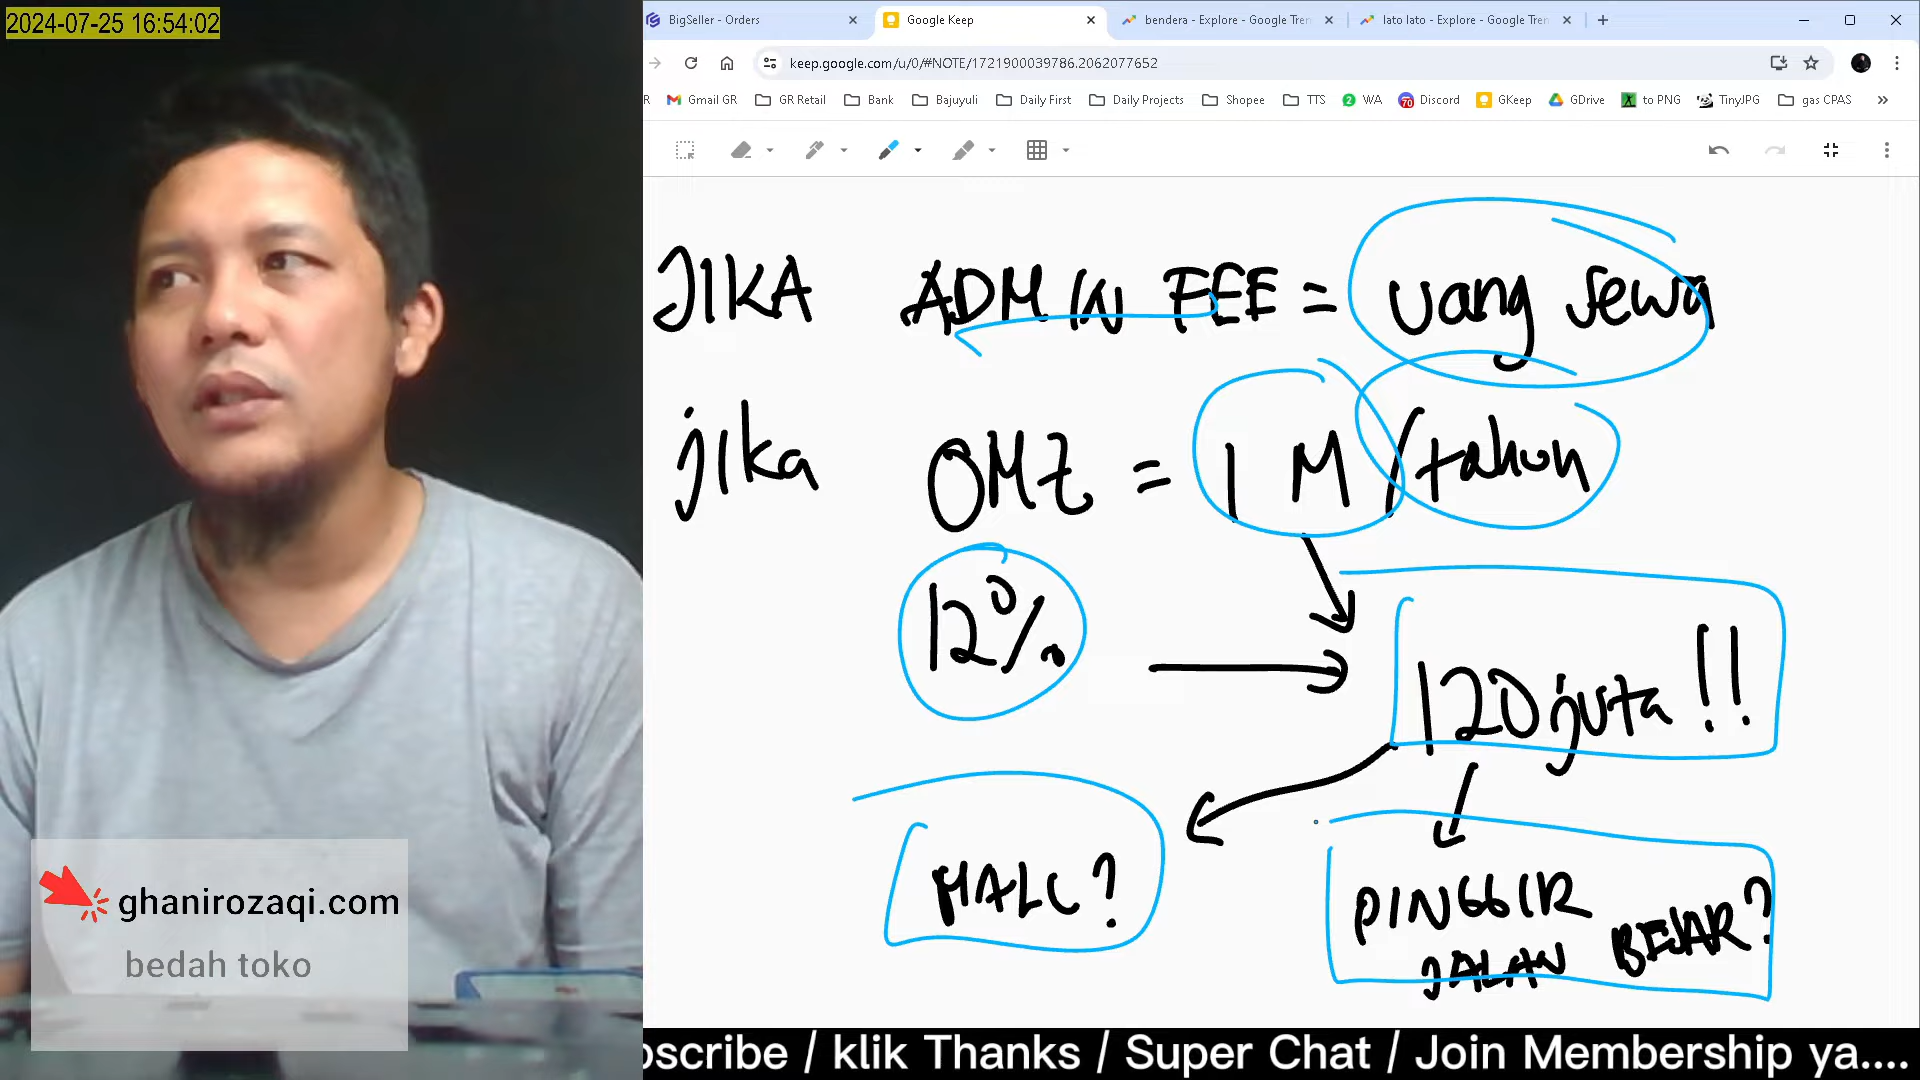 2024-07-25 16:54:02
BigSeller - Orders
Google Keep
bendera - Explore - Google Tren
lato lato - Explore - Google Tren
keep.google.com/u/0/#NOTE/1721900039786.2062077652
R Gmail GR GR Retail Bank Bajuyuli Daily First Daily Projects Shopee TTS 2 WA 70 Discord GKeep GDrive to PNG TinyJPG gas CPAS »
JIKA ADMIN FEE = uang sewa
jika OMZ = 1 M / tahun
12%
120 juta !!
MALL?
PINGGIR
JALAN BESAR?
ghanirozaqi.com
bedah toko
bscribe / klik Thanks / Super Chat / Join Membership ya....